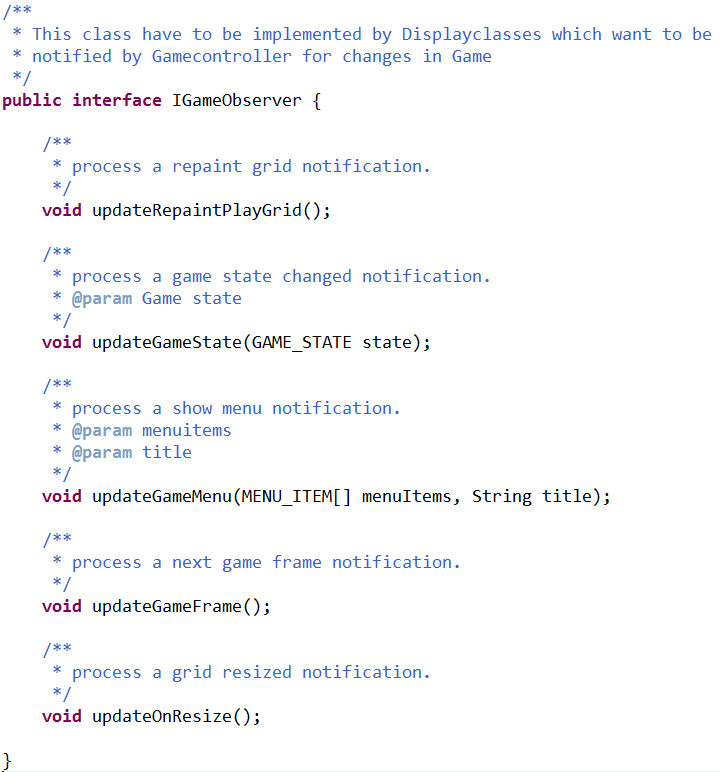 /**
 * This class have to be implemented by Displayclasses which want to be
 * notified by Gamecontroller for changes in Game
 */
public interface IGameObserver {

    /**
     * process a repaint grid notification.
     */
    void updateRepaintPlayGrid();

    /**
     * process a game state changed notification.
     * @param Game state
     */
    void updateGameState(GAME_STATE state);

    /**
     * process a show menu notification.
     * @param menuitems
     * @param title
     */
    void updateGameMenu(MENU_ITEM[] menuItems, String title);

    /**
     * process a next game frame notification.
     */
    void updateGameFrame();

    /**
     * process a grid resized notification.
     */
    void updateOnResize();

}